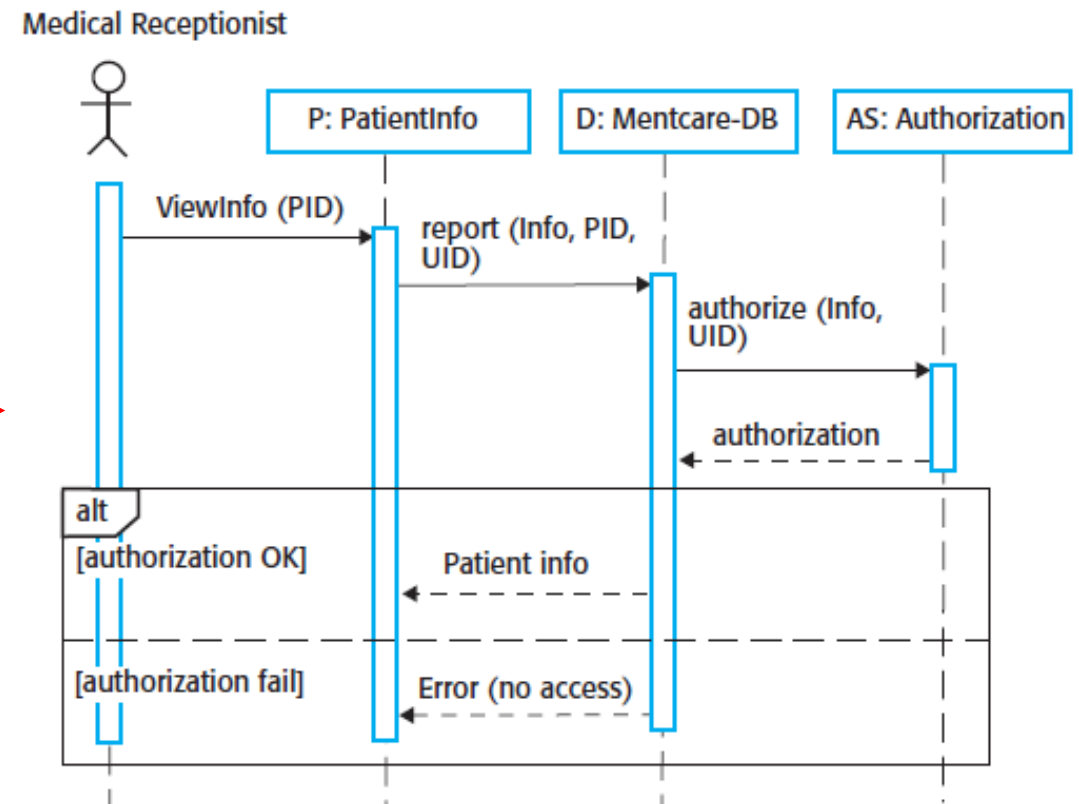 Medical Receptionist
P: PatientInfo
D: Mentcare-DB
AS: Authorization
ViewInfo (PID)
report (Info, PID,
UID)
authorize (Info,
UID)
authorization
alt
[authorization OK]
Patient info
[authorization fail]
Error (no access)